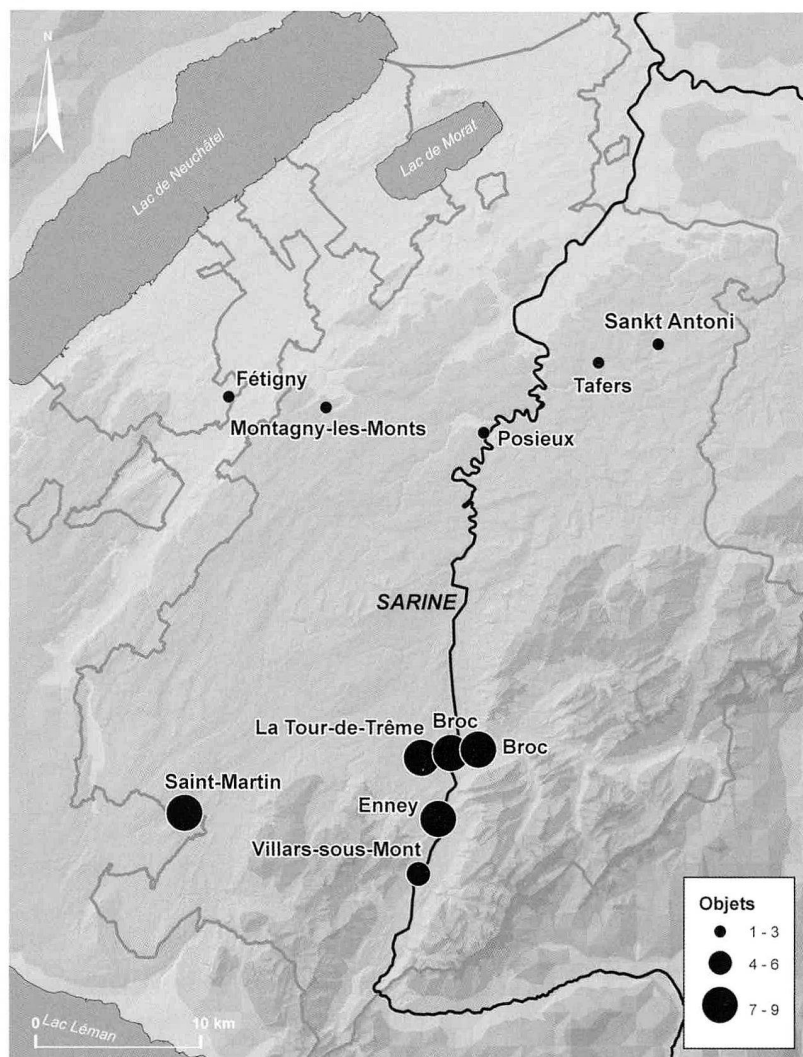 N
Lac de Neuchâtel
Lac de Morat
Sankt Antoni
Tafers
Fétigny
Montagny-les-Monts
Posieux
SARINE
La Tour-de-Trême
Broc
Broc
Saint-Martin
Enney
Villars-sous-Mont
Objets
1 - 3
4 - 6
7 - 9
Lac Léman
0
10 km